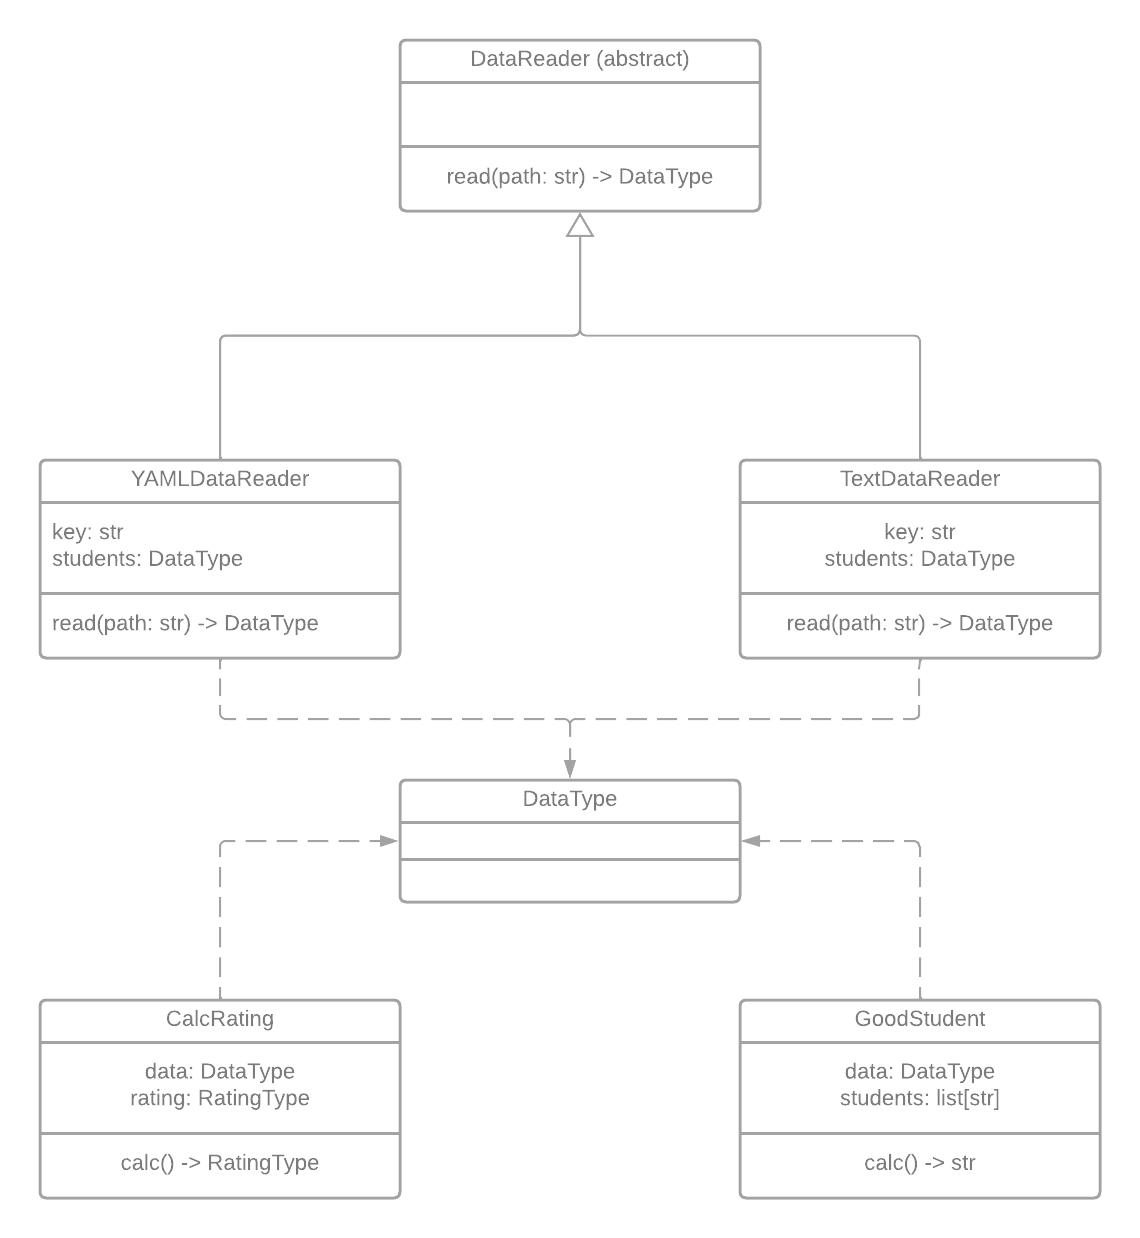 DataReader (abstract)
read(path: str) -> DataType
YAMLDataReader
key: str
students: DataType
read(path: str) -> DataType
TextDataReader
key: str
students: DataType
read(path: str) -> DataType
DataType
CalcRating
data: DataType
rating: RatingType
calc() -> RatingType
GoodStudent
data: DataType
students: list[str]
calc() -> str